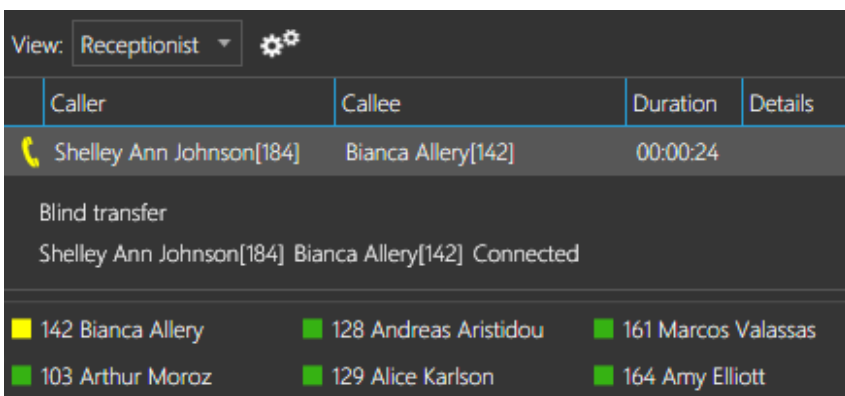 View: Receptionist
Caller Callee Duration Details
Shelley Ann Johnson[184] Bianca Allery[142] 00:00:24
Blind transfer
Shelley Ann Johnson[184] Bianca Allery[142] Connected
142 Bianca Allery 128 Andreas Aristidou 161 Marcos Valassas
103 Arthur Moroz 129 Alice Karlson 164 Amy Elliott